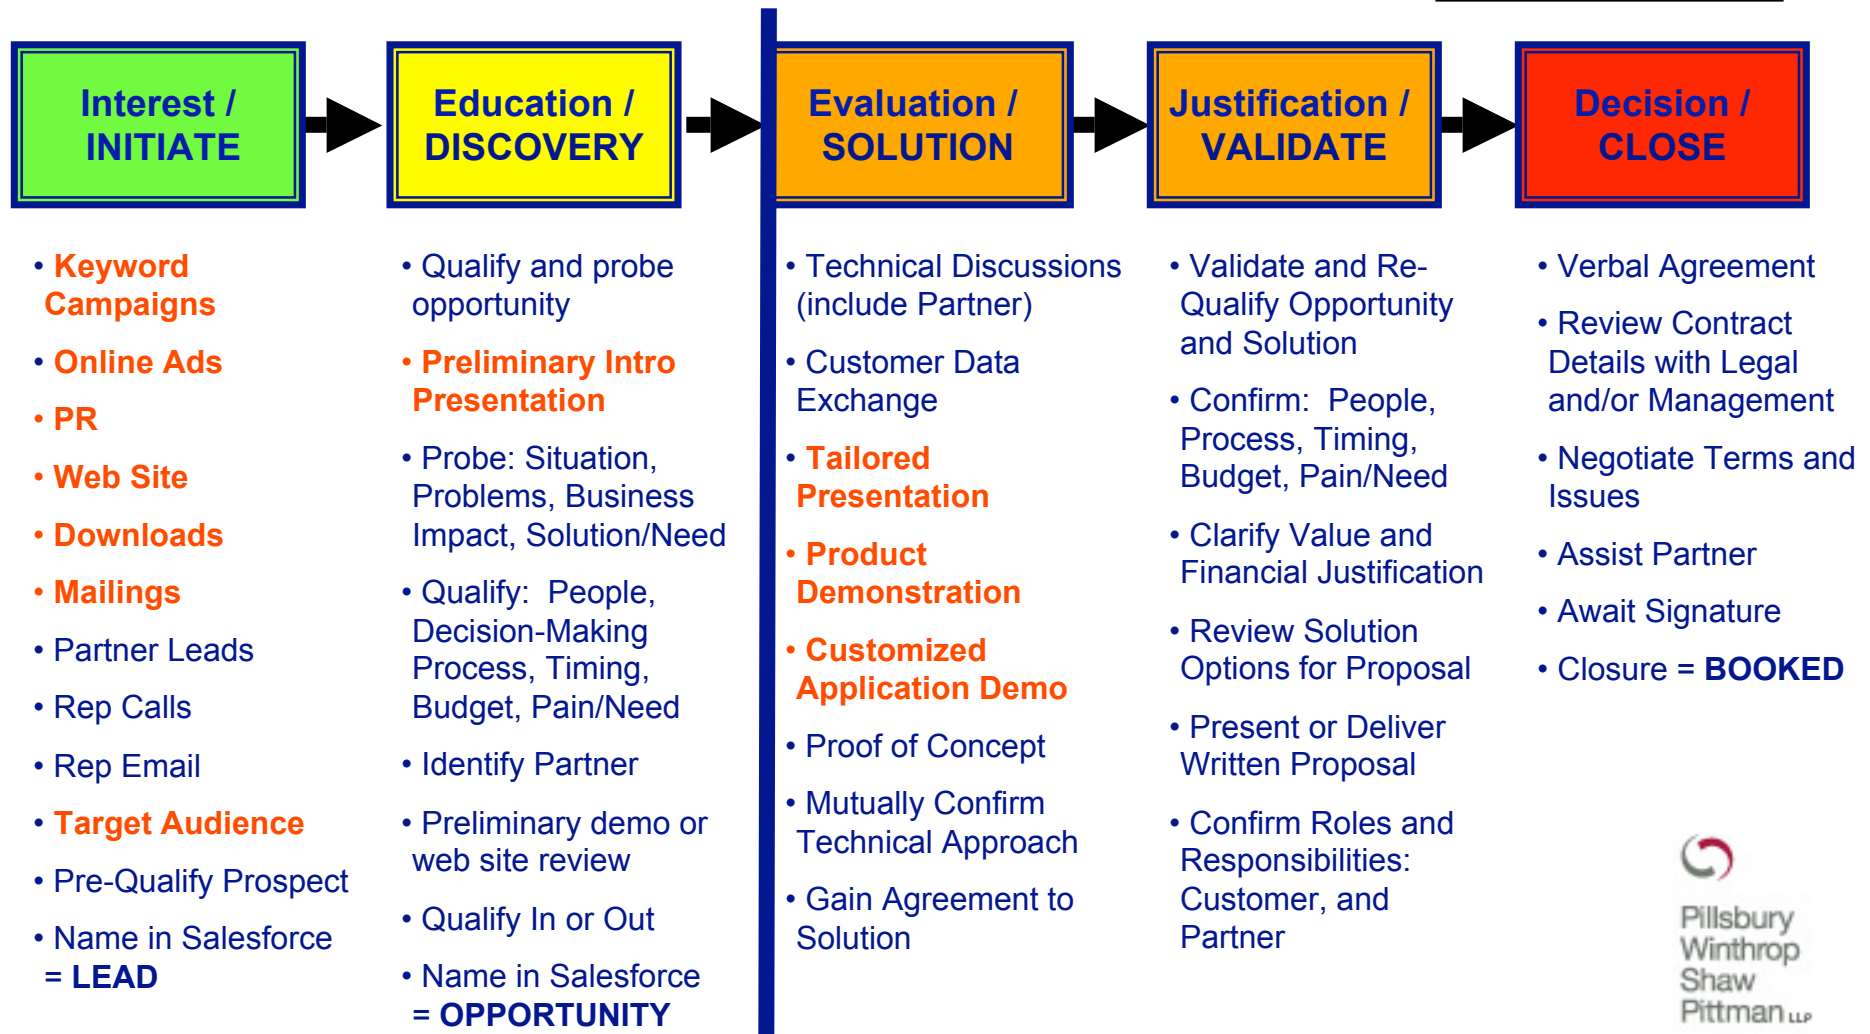 Interest /
INITIATE
Education /
DISCOVERY
Evaluation /
SOLUTION
Justification /
VALIDATE
Decision /
CLOSE
• Keyword
Campaigns
• Online Ads
• PR
• Web Site
• Downloads
• Mailings
• Partner Leads
• Rep Calls
• Rep Email
• Target Audience
• Pre-Qualify Prospect
• Name in Salesforce
= LEAD
• Qualify and probe
opportunity
• Preliminary Intro
Presentation
• Probe: Situation,
Problems, Business
Impact, Solution/Need
• Qualify: People,
Decision-Making
Process, Timing,
Budget, Pain/Need
• Identify Partner
• Preliminary demo or
web site review
• Qualify In or Out
• Name in Salesforce
= OPPORTUNITY
• Technical Discussions
(include Partner)
• Customer Data
Exchange
• Tailored
Presentation
• Product
Demonstration
• Customized
Application Demo
• Proof of Concept
• Mutually Confirm
Technical Approach
• Gain Agreement to
Solution
• Validate and Re-
Qualify Opportunity
and Solution
• Confirm: People,
Process, Timing,
Budget, Pain/Need
• Clarify Value and
Financial Justification
• Review Solution
Options for Proposal
• Present or Deliver
Written Proposal
• Confirm Roles and
Responsibilities:
Customer, and
Partner
• Verbal Agreement
• Review Contract
Details with Legal
and/or Management
• Negotiate Terms and
Issues
• Assist Partner
• Await Signature
• Closure = BOOKED
Pillsbury
Winthrop
Shaw
Pittman LLP